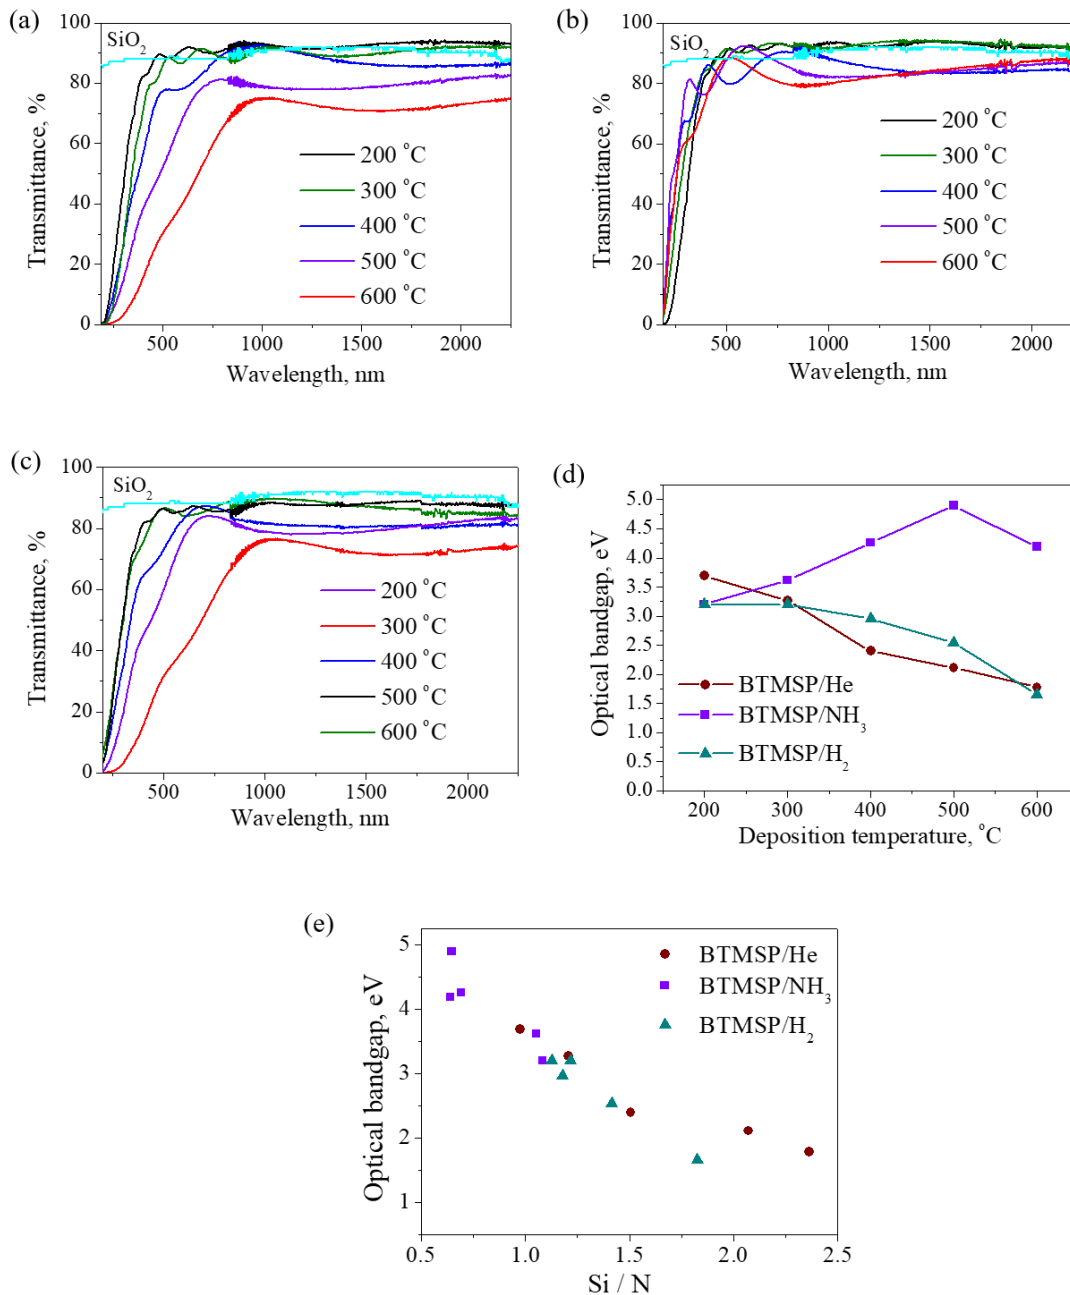 (a)
100
80
60
40
20
0
Transmittance, %
SiO2
200 °C
300 °C
400 °C
500 °C
600 °C
500 1000 1500 2000
Wavelength, nm
(b)
100
80
60
40
20
0
Transmittance, %
SiO2
200 °C
300 °C
400 °C
500 °C
600 °C
500 1000 1500 2000
Wavelength, nm
(c)
100
80
60
40
20
0
Transmittance, %
SiO2
200 °C
300 °C
400 °C
500 °C
600 °C
500 1000 1500 2000
Wavelength, nm
(d)
5.0
4.5
4.0
3.5
3.0
2.5
2.0
1.5
1.0
0.5
0.0
Optical bandgap, eV
BTMSP/He
BTMSP/NH3
BTMSP/H2
200 300 400 500 600
Deposition temperature, °C
(e)
5
4
3
2
1
Optical bandgap, eV
BTMSP/He
BTMSP/NH3
BTMSP/H2
0.5 1.0 1.5 2.0 2.5
Si / N